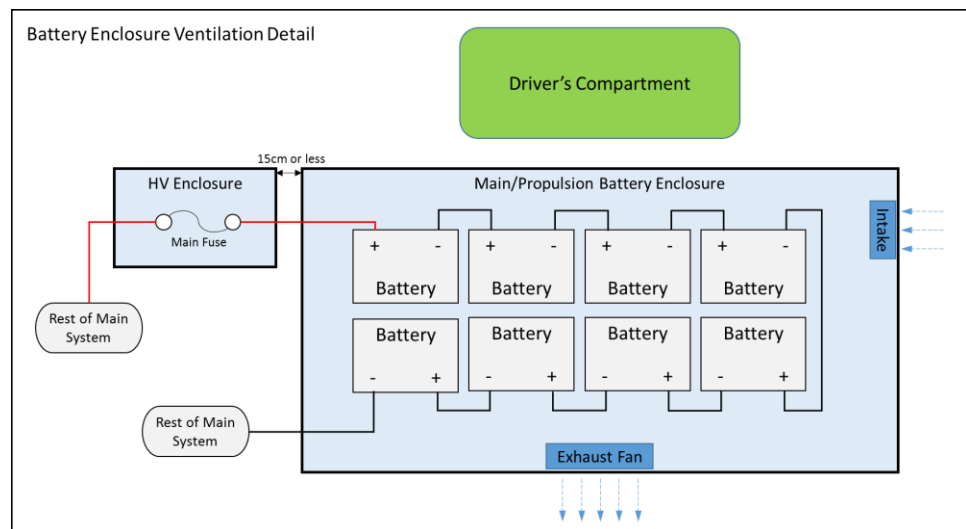 Battery Enclosure Ventilation Detail
Driver's Compartment
15cm or less
HV Enclosure
Main Fuse
Main/Propulsion Battery Enclosure
Intake
+ - + - + - + -
Battery Battery Battery Battery
Rest of Main
System
Battery Battery Battery Battery
- + - + - + - +
Rest of Main
System
Exhaust Fan